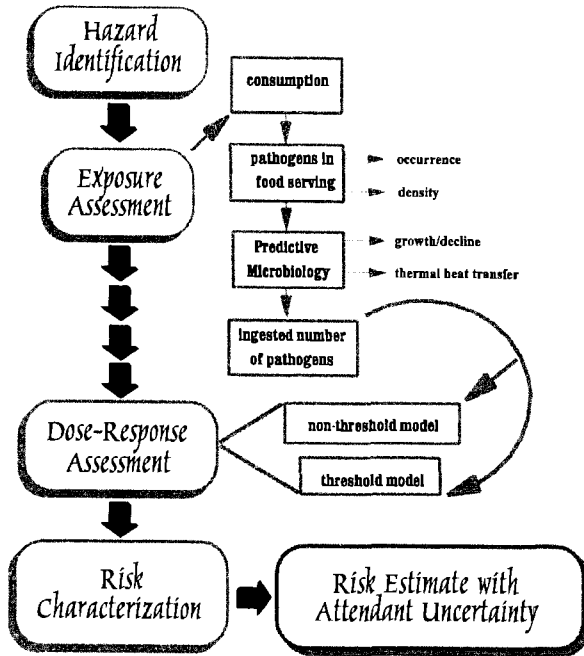 Hazard
Identification
consumption
Exposure
Assessment
pathogens in
food serving
occurrence
density
Predictive
Microbiology
growth/decline
thermal heat transfer
ingested number
of pathogens
Dose-Response
Assessment
non-threshold model
threshold model
Risk
Characterization
Risk Estimate with
Attendant Uncertainty